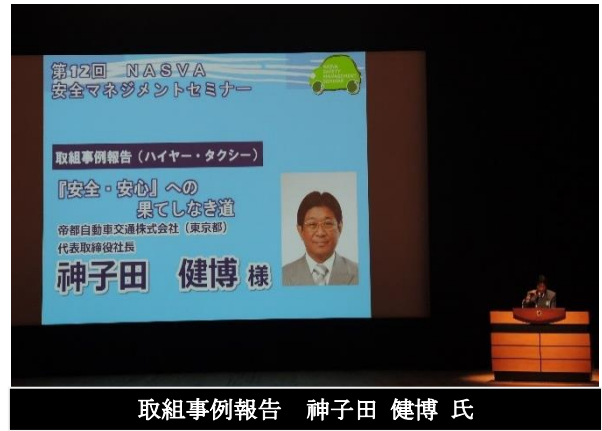 第12回 NASVA
安全マネジメントセミナー
取組事例報告（ハイヤー・タクシー）
『安全・安心』への
果てしなき道
帝都自動車交通株式会社（東京都）
代表取締役社長
神子田 健博 様
取組事例報告 神子田 健博 氏